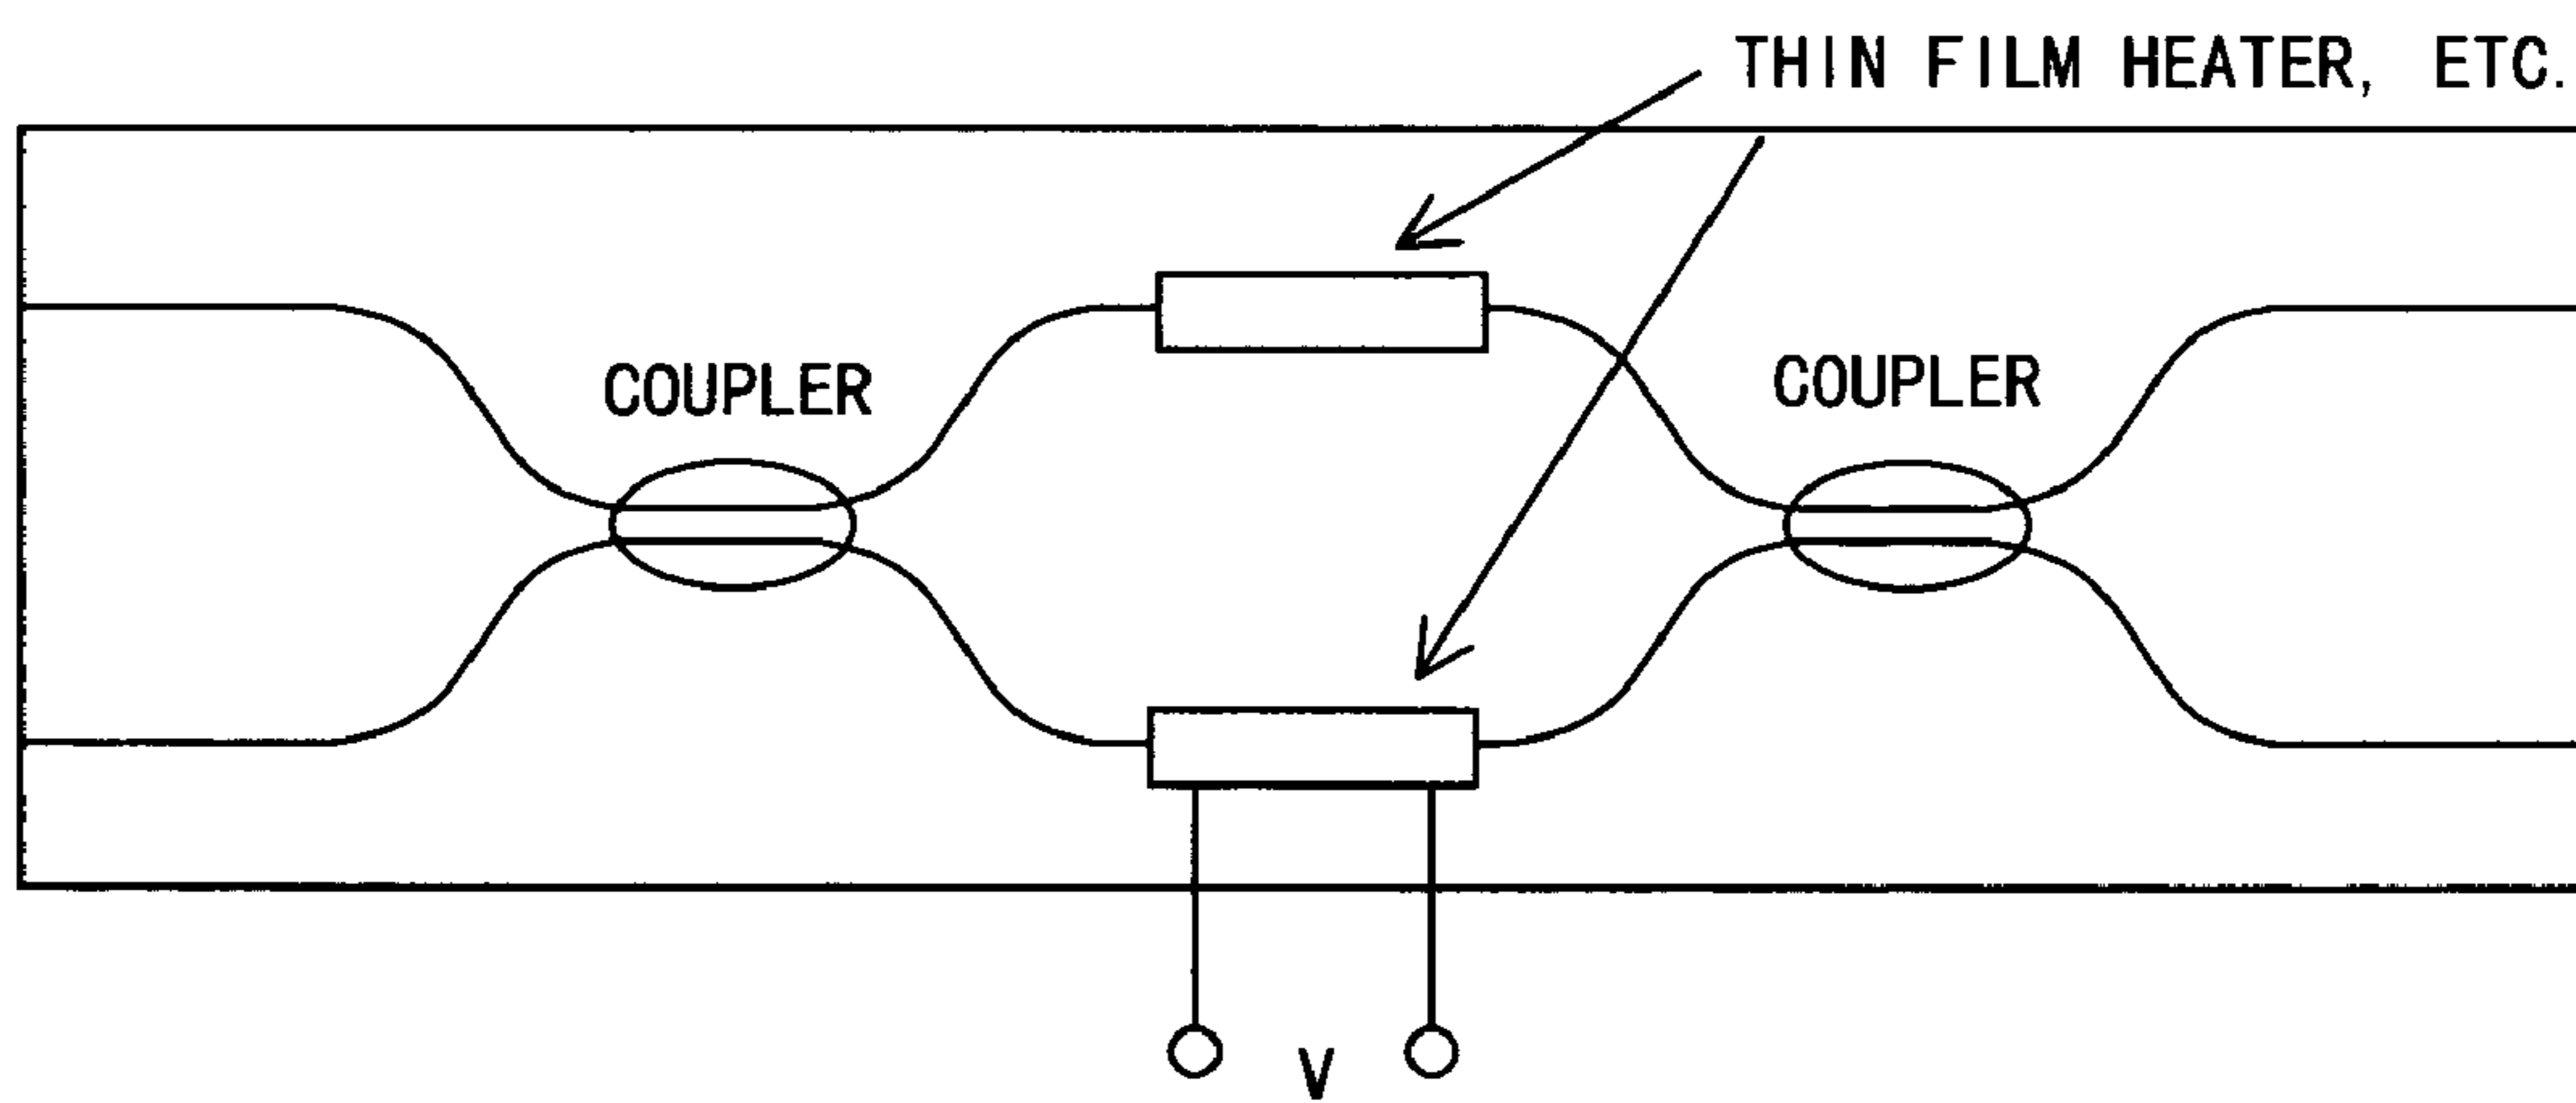 THIN FILM HEATER, ETC.
COUPLER
COUPLER
V